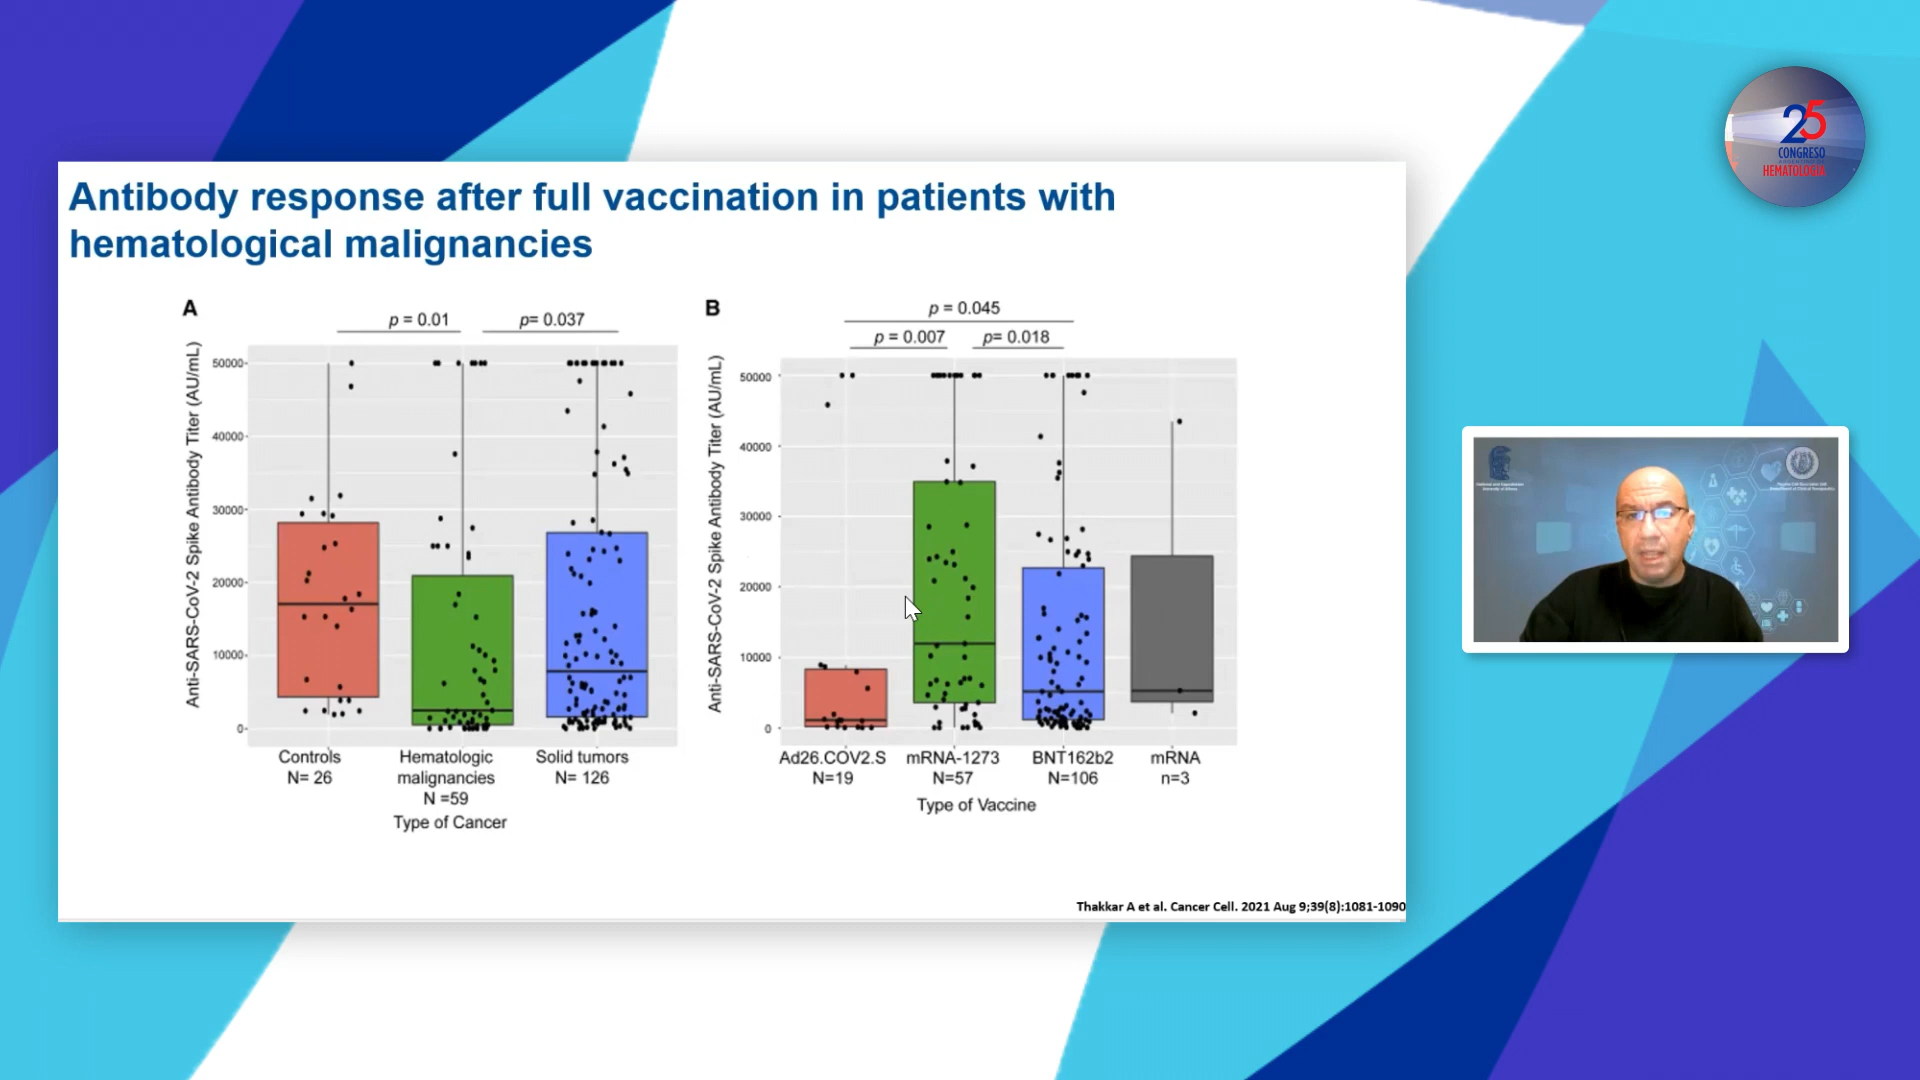 Antibody response after full vaccination in patients with
hematological malignancies
A
p = 0.01
p= 0.037
Anti-SARS-CoV-2 Spike Antibody Titer (AU/mL)
50000
40000
30000
20000
10000
0
Controls
N= 26
Hematologic
malignancies
N =59
Solid tumors
N= 126
Type of Cancer
B
p = 0.045
p = 0.007
p= 0.018
Anti-SARS-CoV-2 Spike Antibody Titer (AU/mL)
50000
40000
30000
20000
10000
0
Ad26.COV2.S
N=19
mRNA-1273
N=57
BNT162b2
N=106
mRNA
n=3
Type of Vaccine
Thakkar A et al. Cancer Cell. 2021 Aug 9;39(8):1081-1090
25
CONGRESO
HEMATOLOGÍA